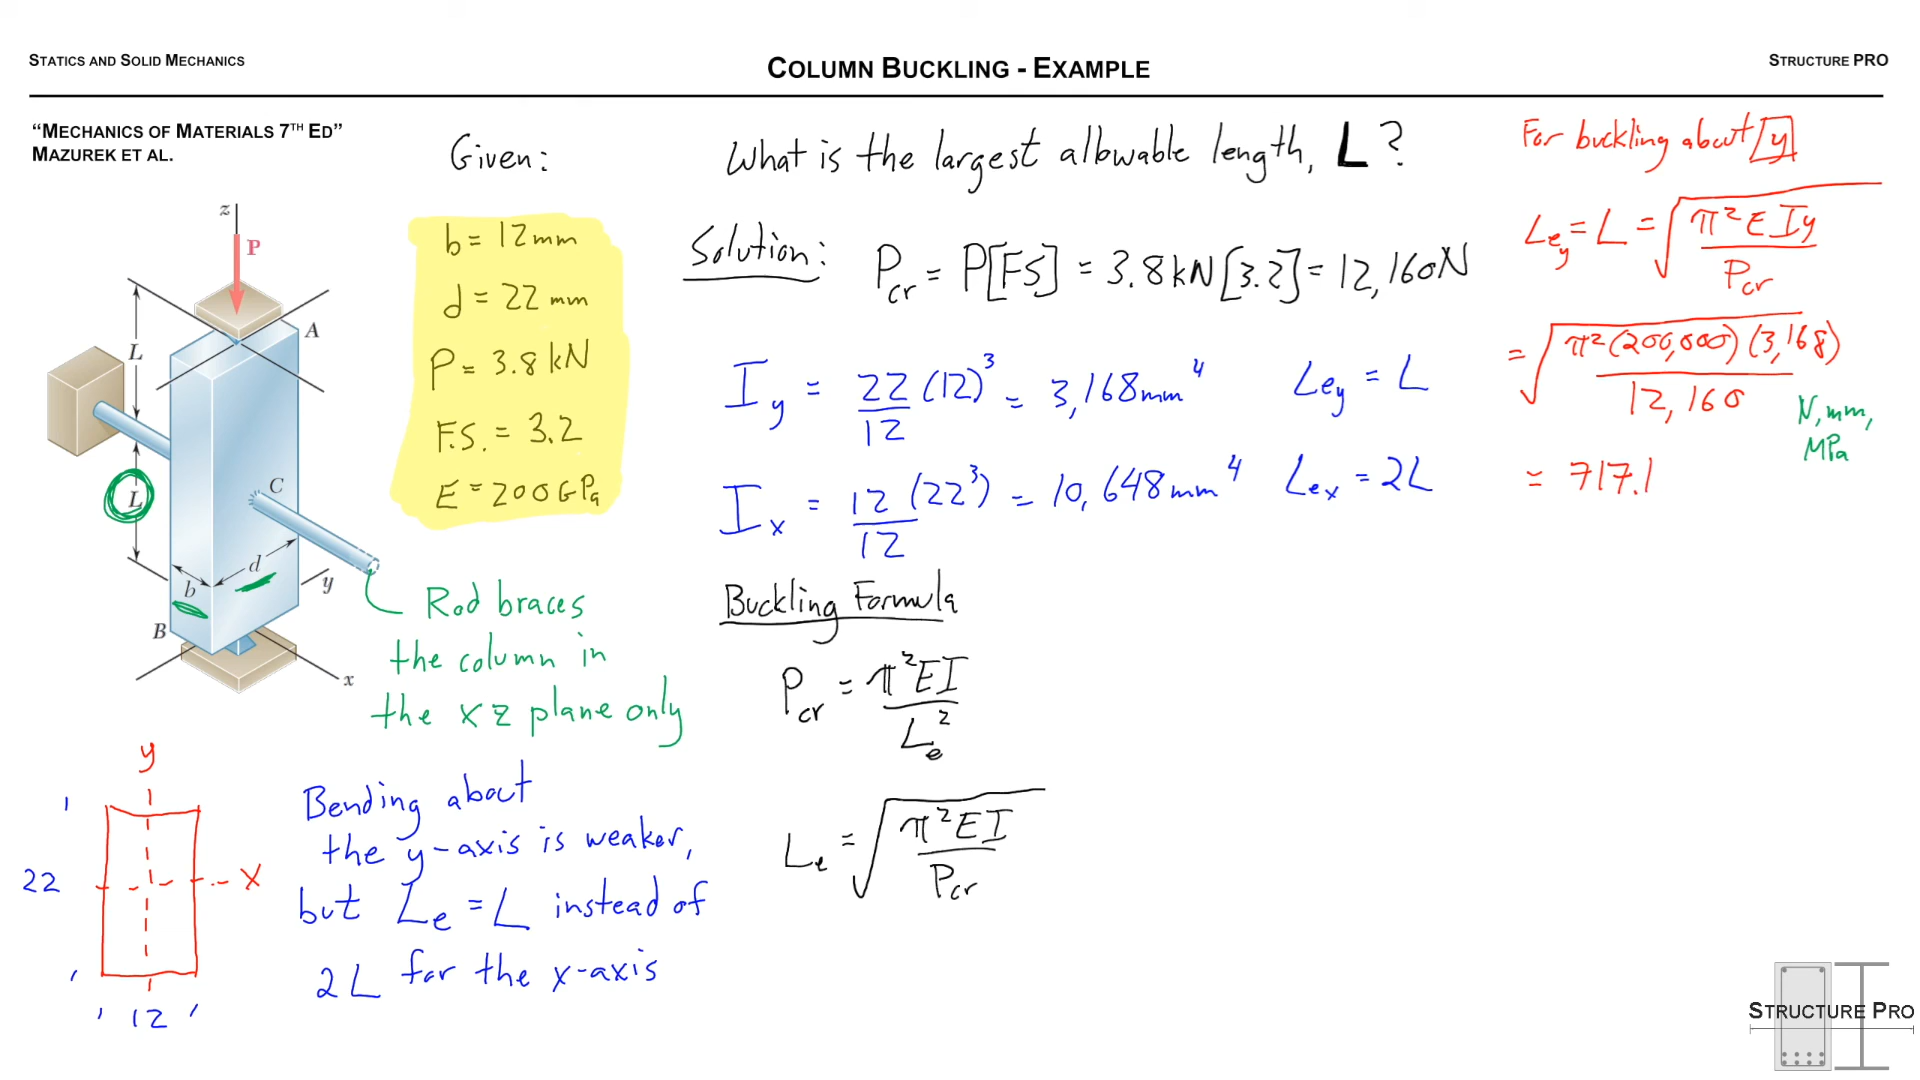 STATICS AND SOLID MECHANICS
COLUMN BUCKLING - EXAMPLE
STRUCTURE PRO
“MECHANICS OF MATERIALS 7TH ED”
MAZUREK ET AL.
Given:
b = 12mm
d = 22 mm
P = 3.8 kN
F.S. = 3.2
E = 200 GPa
z
P
A
L
C
L
d
b
y
B
x
Rod braces
the column in
the xz plane only
y
22
X
12
Bending about
the y-axis is weaker,
but Le = L instead of
2L for the x-axis
What is the largest allowable length, L?
Solution: Pcr = P[FS] = 3.8kN[3.2] = 12,160N
Iy = 22/12 (12)³ = 3,168mm⁴ Ley = L
Ix = 12/12 (22³) = 10,648mm⁴ Lex = 2L
Buckling Formula
Pcr = π²EI / Le²
Le = √(π²EI / Pcr)
For buckling about y
Ley = L = √(π²EIy / Pcr)
= √(π²(200,000)(3,168) / 12,160)
N, mm,
MPa
= 717.1
STRUCTURE PRO